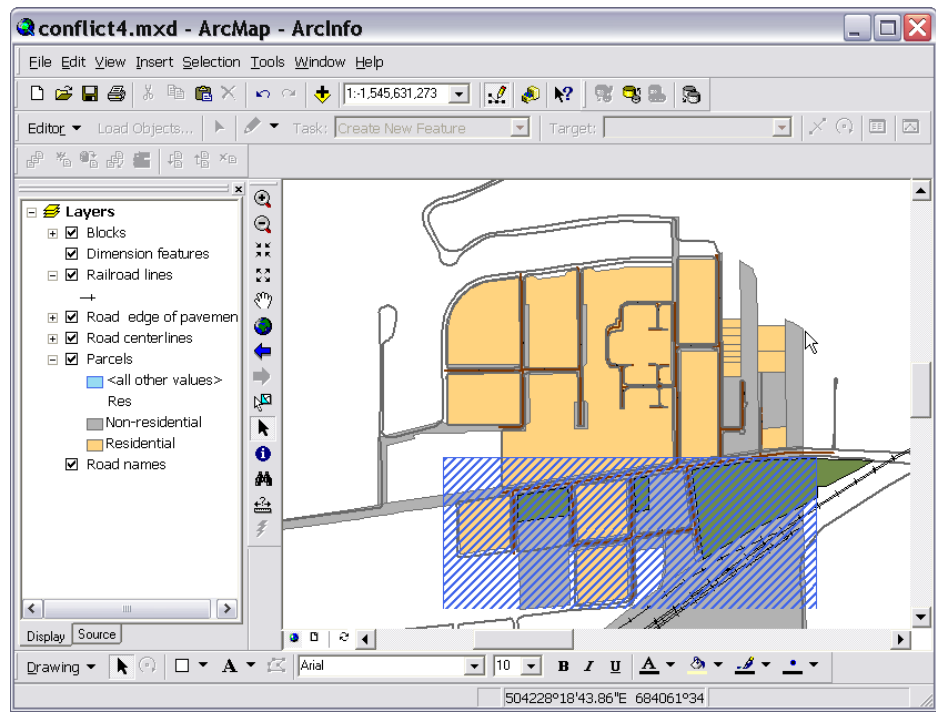 conflict4.mxd - ArcMap - ArcInfo
File Edit View Insert Selection Tools Window Help
1:-1,545,631,273
Editor Load Objects... Task: Create New Feature Target:
Layers
Blocks
Dimension features
Railroad lines
Road edge of pavemen
Road centerlines
Parcels
<all other values>
Res
Non-residential
Residential
Road names
Display Source
Drawing A Arial 10 B I U A
504228°18'43.86"E 684061°34